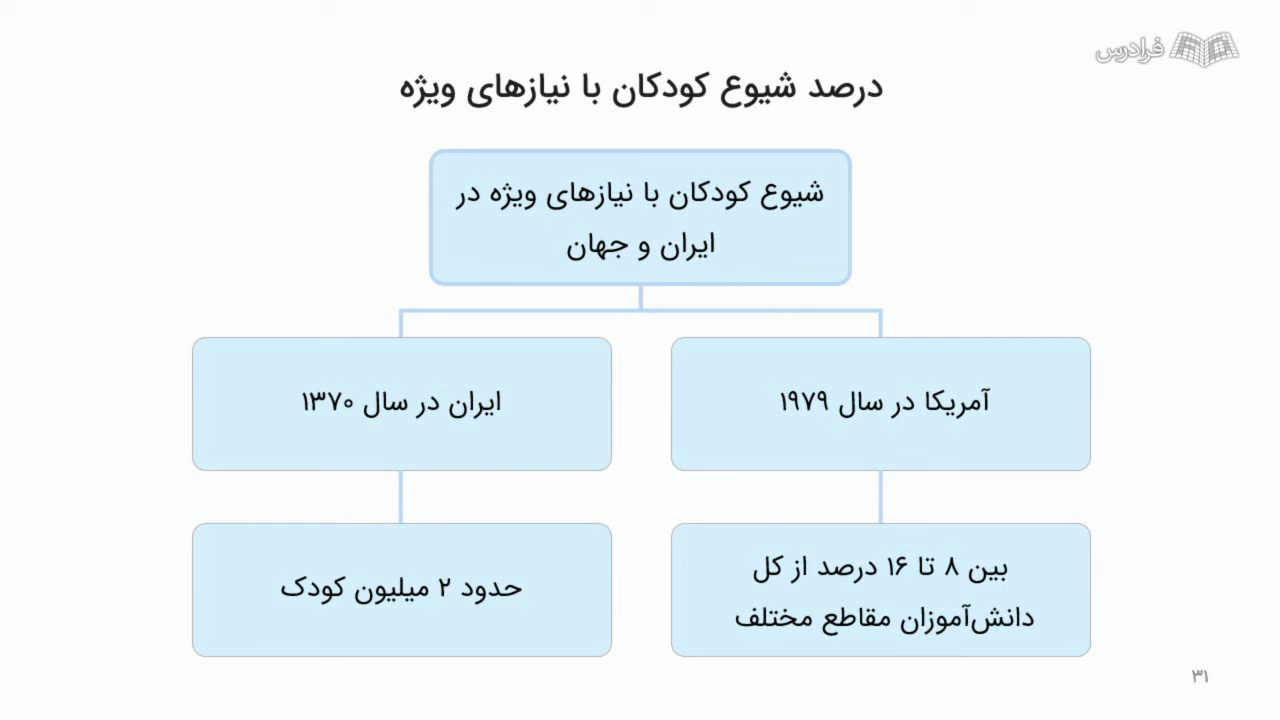 فرادرس
درصد شیوع کودکان با نیازهای ویژه
شیوع کودکان با نیازهای ویژه در
ایران و جهان
آمریکا در سال ۱۹۷۹
ایران در سال ۱۳۷۰
بین ۸ تا ۱۶ درصد از کل
دانش‌آموزان مقاطع مختلف
حدود ۲ میلیون کودک
۳۱